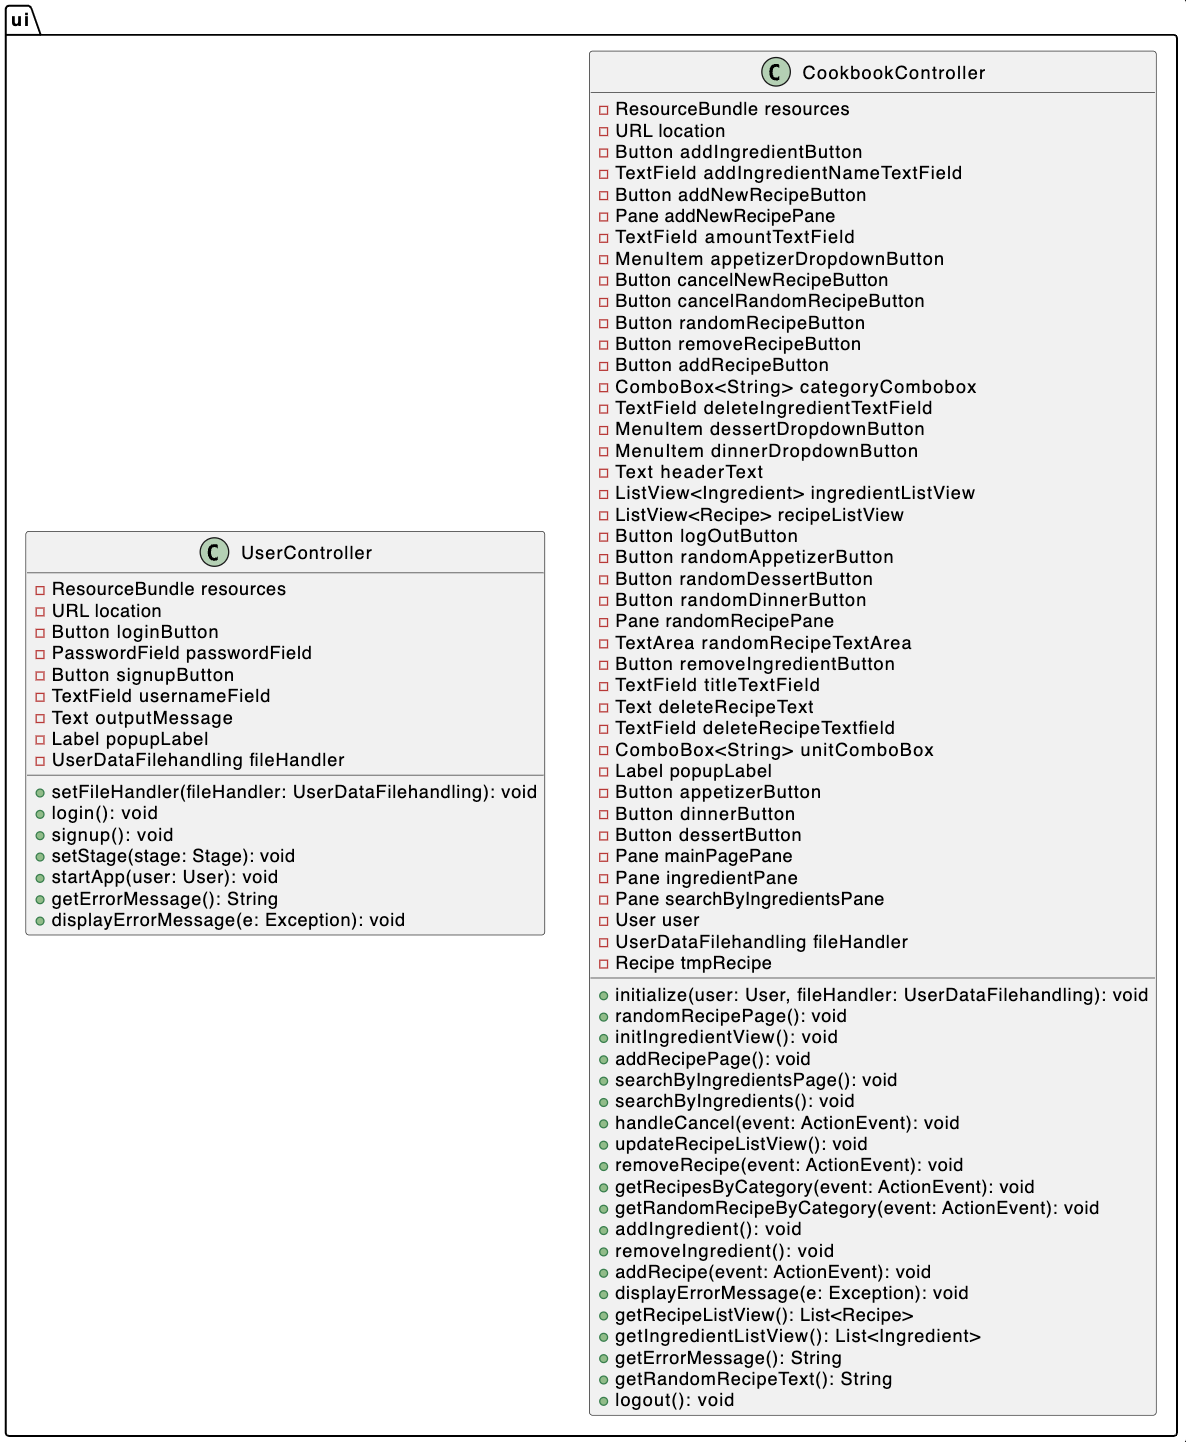 ui
C UserController
ResourceBundle resources
URL location
Button loginButton
PasswordField passwordField
Button signupButton
TextField usernameField
Text outputMessage
Label popupLabel
UserDataFilehandling fileHandler
setFileHandler(fileHandler: UserDataFilehandling): void
login(): void
signup(): void
setStage(stage: Stage): void
startApp(user: User): void
getErrorMessage(): String
displayErrorMessage(e: Exception): void
C CookbookController
ResourceBundle resources
URL location
Button addIngredientButton
TextField addIngredientNameTextField
Button addNewRecipeButton
Pane addNewRecipePane
TextField amountTextField
MenuItem appetizerDropdownButton
Button cancelNewRecipeButton
Button cancelRandomRecipeButton
Button randomRecipeButton
Button removeRecipeButton
Button addRecipeButton
ComboBox<String> categoryCombobox
TextField deleteIngredientTextField
MenuItem dessertDropdownButton
MenuItem dinnerDropdownButton
Text headerText
ListView<Ingredient> ingredientListView
ListView<Recipe> recipeListView
Button logOutButton
Button randomAppetizerButton
Button randomDessertButton
Button randomDinnerButton
Pane randomRecipePane
TextArea randomRecipeTextArea
Button removeIngredientButton
TextField titleTextField
Text deleteRecipeText
TextField deleteRecipeTextfield
ComboBox<String> unitComboBox
Label popupLabel
Button appetizerButton
Button dinnerButton
Button dessertButton
Pane mainPagePane
Pane ingredientPane
Pane searchByIngredientsPane
User user
UserDataFilehandling fileHandler
Recipe tmpRecipe
initialize(user: User, fileHandler: UserDataFilehandling): void
randomRecipePage(): void
initIngredientView(): void
addRecipePage(): void
searchByIngredientsPage(): void
searchByIngredients(): void
handleCancel(event: ActionEvent): void
updateRecipeListView(): void
removeRecipe(event: ActionEvent): void
getRecipesByCategory(event: ActionEvent): void
getRandomRecipeByCategory(event: ActionEvent): void
addIngredient(): void
removeIngredient(): void
addRecipe(event: ActionEvent): void
displayErrorMessage(e: Exception): void
getRecipeListView(): List<Recipe>
getIngredientListView(): List<Ingredient>
getErrorMessage(): String
getRandomRecipeText(): String
logout(): void